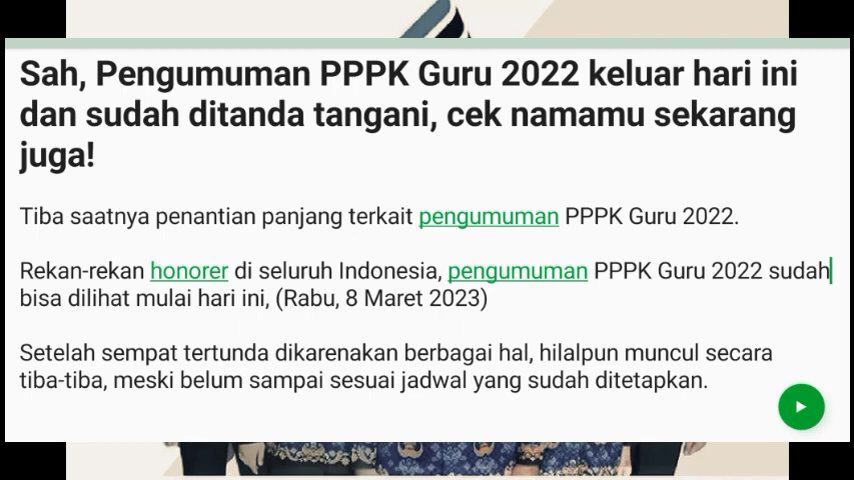 Sah, Pengumuman PPPK Guru 2022 keluar hari ini
dan sudah ditanda tangani, cek namamu sekarang
juga!
Tiba saatnya penantian panjang terkait pengumuman PPPK Guru 2022.
Rekan-rekan honorer di seluruh Indonesia, pengumuman PPPK Guru 2022 sudah
bisa dilihat mulai hari ini, (Rabu, 8 Maret 2023)
Setelah sempat tertunda dikarenakan berbagai hal, hilalpun muncul secara
tiba-tiba, meski belum sampai sesuai jadwal yang sudah ditetapkan.